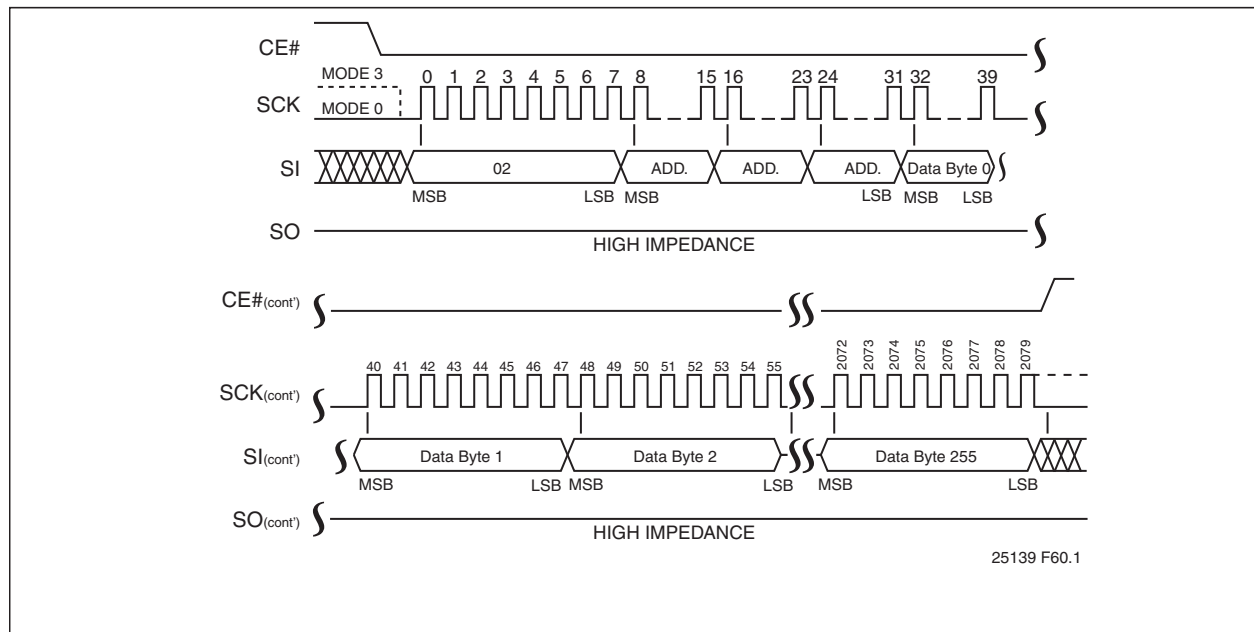 CE#
MODE 3
0 1 2 3 4 5 6 7 8 15 16 23 24 31 32 39
SCK
MODE 0
SI
02
ADD.
ADD.
ADD.
Data Byte 0
MSB
LSB
MSB
LSB
MSB
LSB
SO
HIGH IMPEDANCE
CE#(cont')
40 41 42 43 44 45 46 47 48 49 50 51 52 53 54 55
2072 2073 2074 2075 2076 2077 2078 2079
SCK(cont')
SI(cont')
Data Byte 1
Data Byte 2
Data Byte 255
MSB
LSB
MSB
LSB
MSB
LSB
SO(cont')
HIGH IMPEDANCE
25139 F60.1